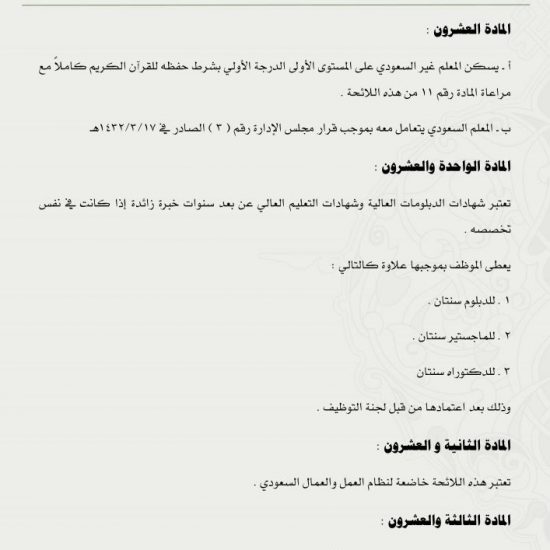 المادة العشرون :
أ ـ يسكن المعلم غير السعودي على المستوى الأولى الدرجة الأولي بشرط حفظه للقرآن الكريم كاملاً مع
مراعاة المادة رقم ١١ من هذه اللائحة .
ب ـ المعلم السعودي يتعامل معه بموجب قرار مجلس الإدارة رقم ( ٣ ) الصادر في ١٤٣٢/٣/١٧هـ
المادة الواحدة والعشرون :
تعتبر شهادات الدبلومات العالية وشهادات التعليم العالي عن بعد سنوات خبرة زائدة إذا كانت في نفس
تخصصه .
يعطى الموظف بموجبها علاوة كالتالي :
١ . للدبلوم سنتان .
٢ . للماجستير سنتان .
٣ . للدكتوراه سنتان
وذلك بعد اعتمادها من قبل لجنة التوظيف .
المادة الثانية و العشرون :
تعتبر هذه اللائحة خاضعة لنظام العمل والعمال السعودي .
المادة الثالثة والعشرون :